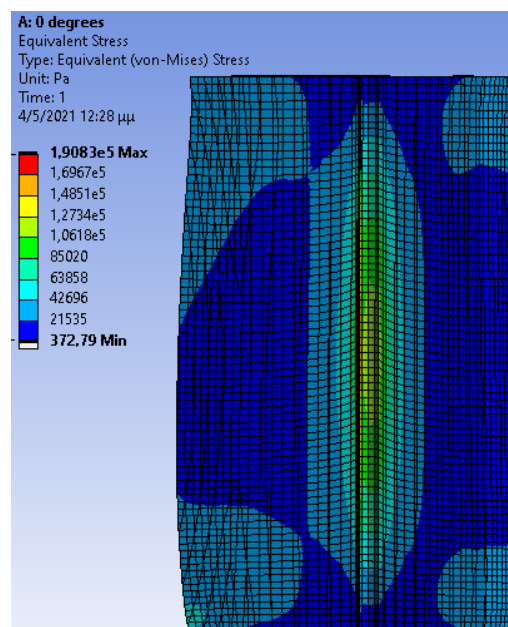 A: 0 degrees
Equivalent Stress
Type: Equivalent (von-Mises) Stress
Unit: Pa
Time: 1
4/5/2021 12:28 μμ
1,9083e5 Max
1,6967e5
1,4851e5
1,2734e5
1,0618e5
85020
63858
42696
21535
372,79 Min